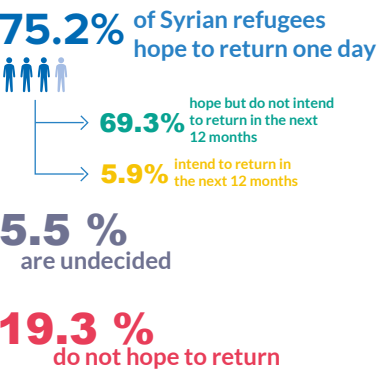 75.2% of Syrian refugees
hope to return one day
69.3% hope but do not intend
to return in the next
12 months
5.9% intend to return in
the next 12 months
5.5 %
are undecided
19.3 %
do not hope to return